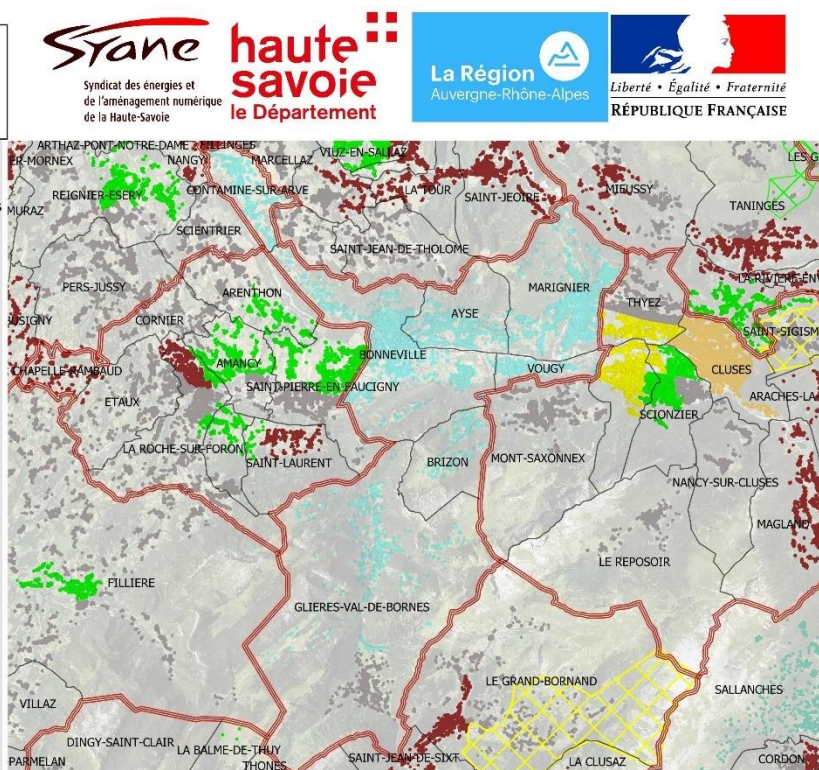 Syane
Syndicat des énergies et
de l'aménagement numérique
de la Haute-Savoie
haute
savoie
le Département
La Région
Auvergne-Rhône-Alpes
Liberté • Égalité • Fraternité
RÉPUBLIQUE FRANÇAISE
ARTHAZ-PONT-NOTRE-DAME
FILLINGES
VIUZ-EN-SALLAZ
LES G
ER-MORNEX
NANGY
MARCELLAZ
REIGNIER-ESERY
CONTAMINE-SUR-ARVE
LA TOUR
SAINT-JEOIRE
MIEUSSY
TANINGES
MURAZ
SCIENTRIER
SAINT-JEAN-DE-THOLOME
PERS-JUSSY
ARENTHON
MARIGNIER
THYEZ
LA-RIVIERE-EN
USIGNY
CORNIER
AYSE
SAINT-SIGISM
CHAPELLE-RAMBAUD
AMANCY
BONNEVILLE
VOUGY
CLUSES
SAINT-PIERRE-EN-FAUCIGNY
ETAUX
ARACHES-LA
SCIONZIER
LA ROCHE-SUR-FORON
SAINT-LAURENT
BRIZON
MONT-SAXONNEX
NANCY-SUR-CLUSES
MAGLAND
LE REPOSOIR
FILLIERE
GLIERES-VAL-DE-BORNES
LE GRAND-BORNAND
SALLANCHES
VILLAZ
DINGY-SAINT-CLAIR
LA BALME-DE-THUY
PARMELAN
THONES
SAINT-JEAN-DE-SIXT
LA CLUSAZ
CORDON